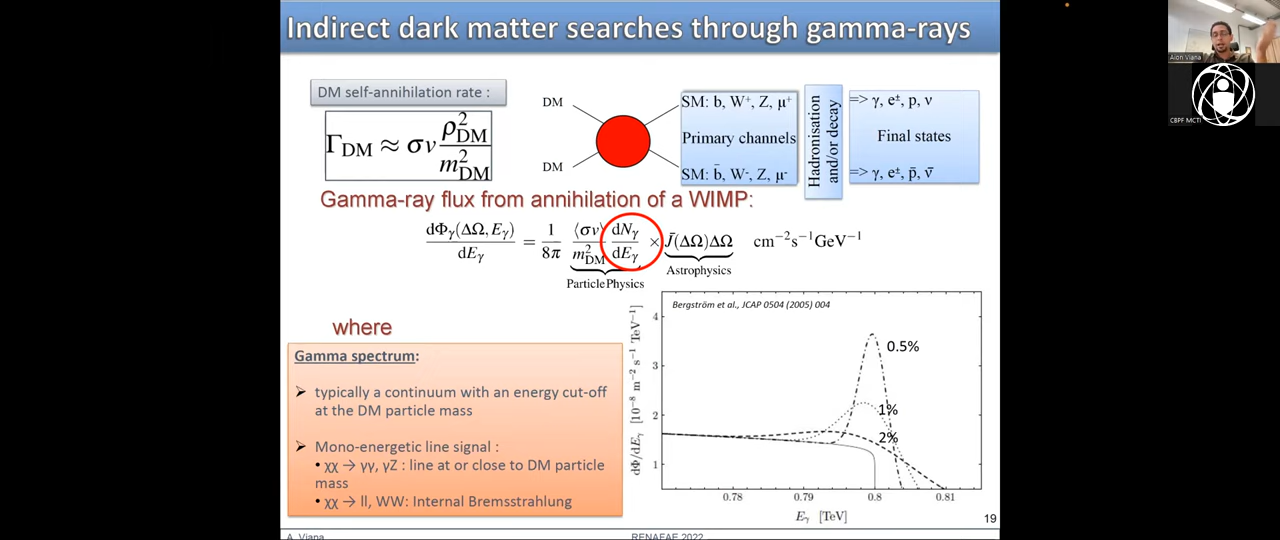 Indirect dark matter searches through gamma-rays
Aion Viana
CBPF MCTI
DM self-annihilation rate :
Γ_DM ≈ σv ρ²_DM / m²_DM
DM
DM
SM: b, W⁺, Z, μ⁺
Primary channels
SM: b̄, W⁻, Z, μ⁻
Hadronisation
and/or decay
=> γ, e±, p, ν
Final states
=> γ, e±, p̄, ν̄
Gamma-ray flux from annihilation of a WIMP:
dΦγ(ΔΩ, Eγ) / dEγ = 1/8π ⟨σv⟩/m²_DM dNγ/dEγ × J̄(ΔΩ)ΔΩ cm⁻²s⁻¹GeV⁻¹
Particle Physics
Astrophysics
where
Gamma spectrum:
➢ typically a continuum with an energy cut-off
at the DM particle mass
➢ Mono-energetic line signal :
• χχ → γγ, γZ : line at or close to DM particle
mass
• χχ → ll, WW: Internal Bremsstrahlung
Bergström et al., JCAP 0504 (2005) 004
0.5%
1%
2%
4
3
2
1
dΦ/dEγ [10⁻⁸ m⁻² s⁻¹ TeV⁻¹]
0.78 0.79 0.8 0.81
Eγ [TeV]
19
A. Viana
RENAFAE 2022